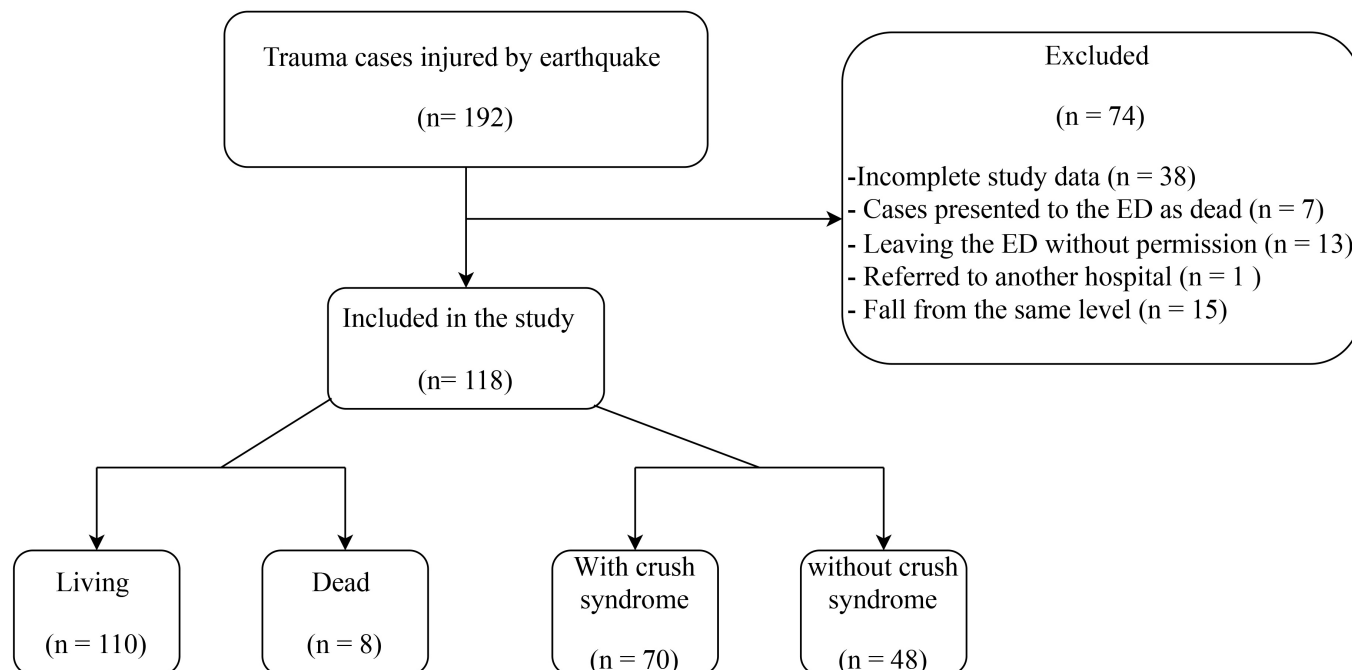 Trauma cases injured by earthquake
(n= 192)
Excluded
(n = 74)
-Incomplete study data (n = 38)
- Cases presented to the ED as dead (n = 7)
- Leaving the ED without permission (n = 13)
- Referred to another hospital (n = 1 )
- Fall from the same level (n = 15)
Included in the study
(n= 118)
Living
(n = 110)
Dead
(n = 8)
With crush
syndrome
(n = 70)
without crush
syndrome
(n = 48)